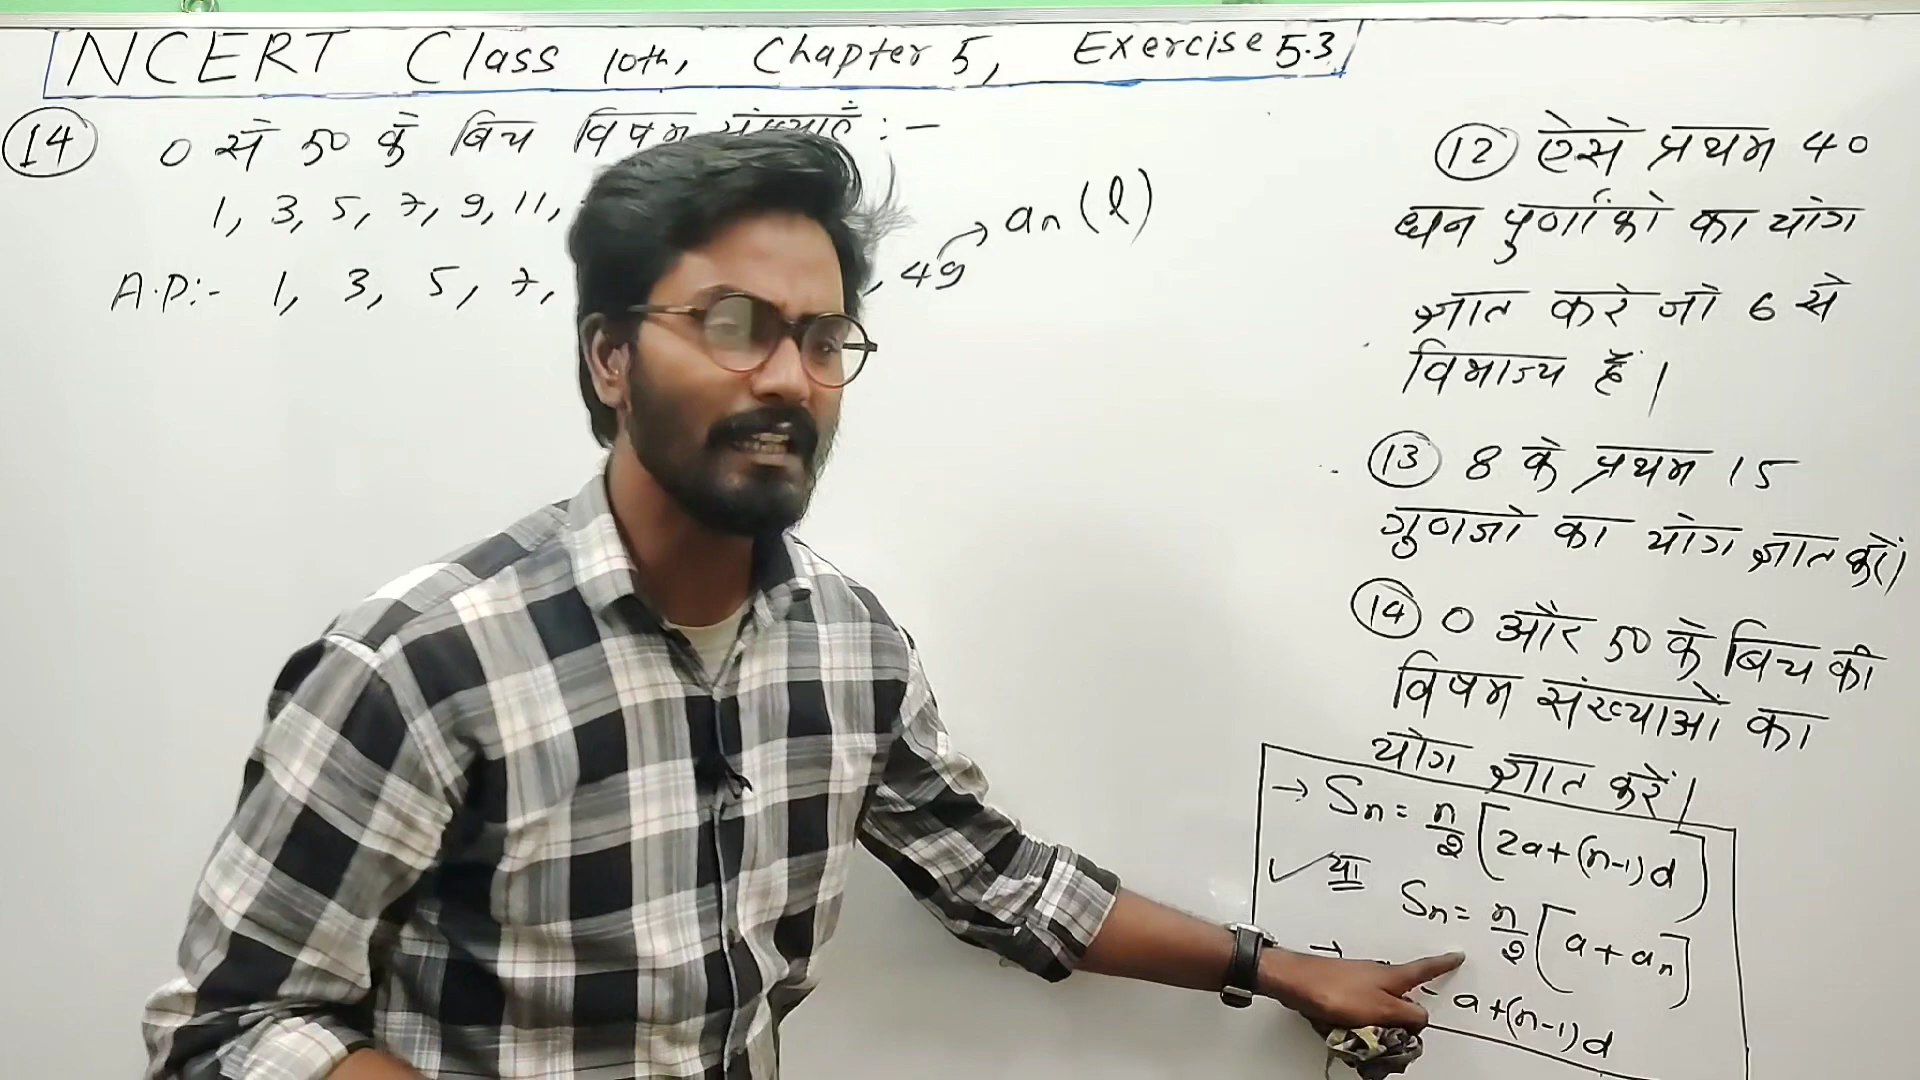 NCERT Class 10th, Chapter 5, Exercise 5.3
(14) 0 से 50 के बिच विषम संख्याएँ :-
1, 3, 5, 7, 9, 11,
A.P:- 1, 3, 5, 7, , 49 → an (l)
(12) ऐसे प्रथम 40
धन पुर्णांको का योग
ज्ञात करे जो 6 से
विभाज्य हैं।
(13) 8 के प्रथम 15
गुणजो का योग ज्ञात करें।
(14) 0 और 50 के बिच की
विषम संख्याओं का
योग ज्ञात करें।
→ Sn = n/2 [2a+(n-1)d]
✓ या
Sn = n/2 [a+an]
→ = a+(n-1)d